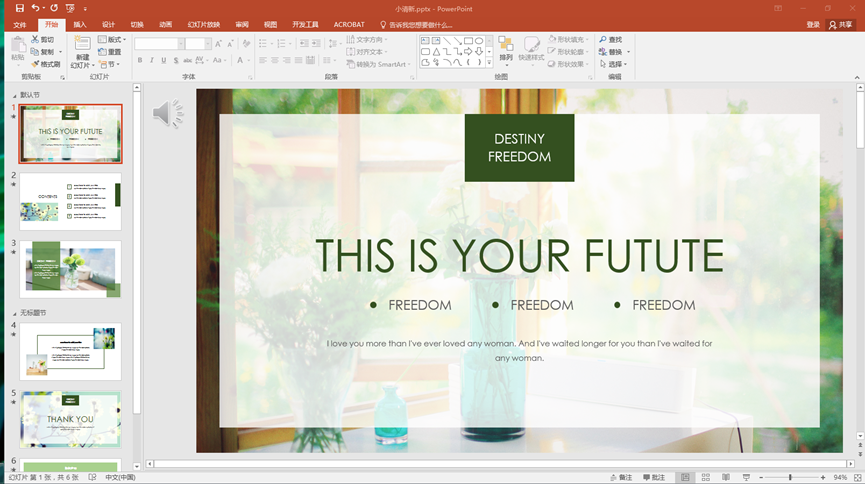 小清新.pptx - PowerPoint
登录
共享
文件
开始
插入
设计
切换
动画
幻灯片放映
审阅
视图
开发工具
ACROBAT
告诉我您想要做什么...
粘贴
剪切
复制
格式刷
剪贴板
新建
幻灯片
版式
重置
节
幻灯片
B I U S abc AV Aa A
字体
文字方向
对齐文本
转换为 SmartArt
段落
排列
快速样式
形状填充
形状轮廓
形状效果
绘图
查找
替换
选择
编辑
默认节
1
THIS IS YOUR FUTUTE
2
CONTENTS
3
无标题节
4
5
THANK YOU
6
DESTINY
FREEDOM
THIS IS YOUR FUTUTE
• FREEDOM • FREEDOM • FREEDOM
I love you more than I've ever loved any woman. And I've waited longer for you than I've waited for
any woman.
幻灯片 第 1 张，共 6 张
中文(中国)
备注
批注
94%